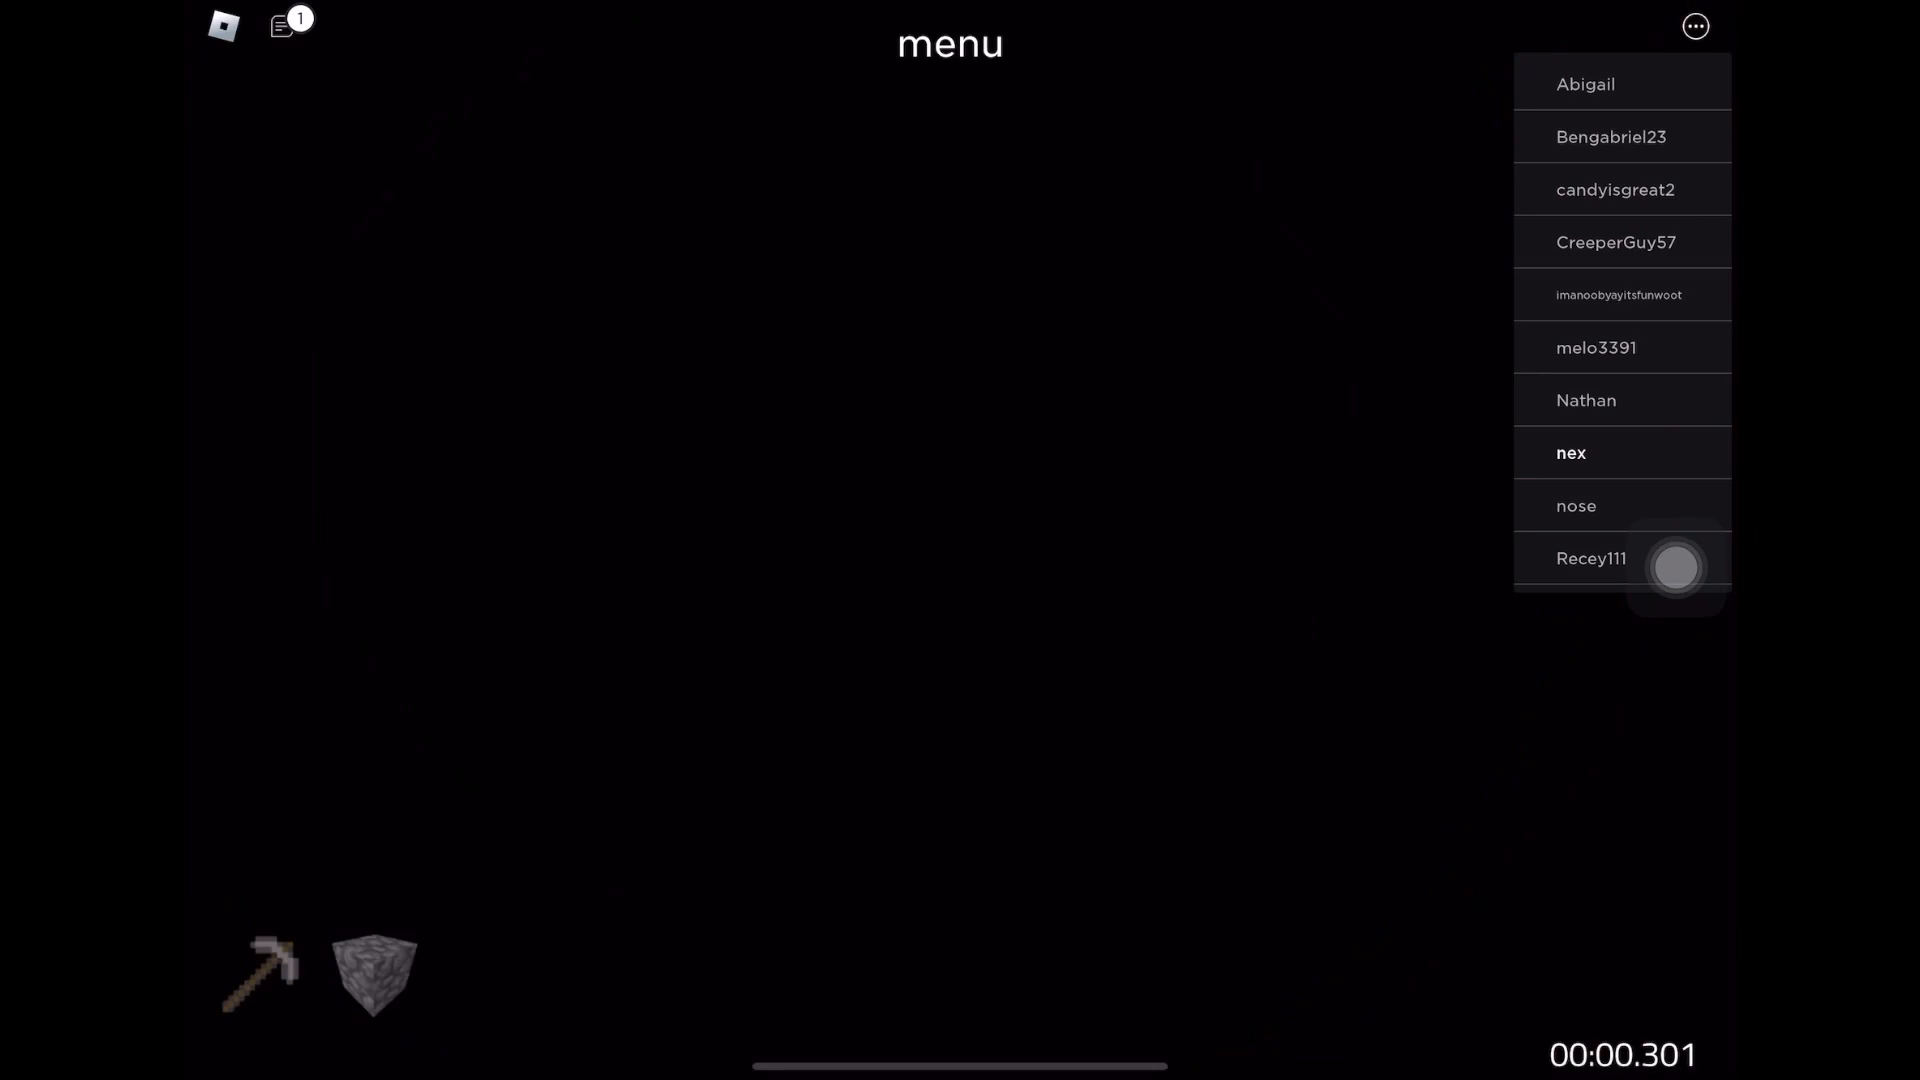 1
menu
Abigail
Bengabriel23
candyisgreat2
CreeperGuy57
imanoobyayitsfunwoot
melo3391
Nathan
nex
nose
Recey111
00:00.301